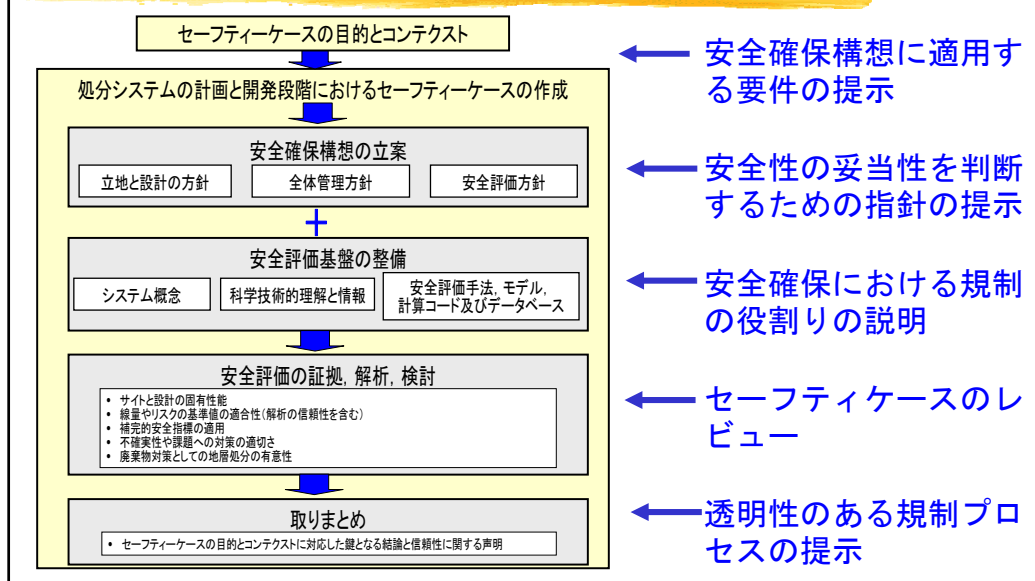 セーフティーケースの目的とコンテクスト
処分システムの計画と開発段階におけるセーフティーケースの作成
安全確保構想の立案
立地と設計の方針
全体管理方針
安全評価方針
+
安全評価基盤の整備
システム概念
科学技術的理解と情報
安全評価手法, モデル,
計算コード及びデータベース
安全評価の証拠, 解析, 検討
• サイトと設計の固有性能
• 線量やリスクの基準値の適合性(解析の信頼性を含む)
• 補完的安全指標の適用
• 不確実性や課題への対策の適切さ
• 廃棄物対策としての地層処分の有意性
取りまとめ
• セーフティーケースの目的とコンテクストに対応した鍵となる結論と信頼性に関する声明
安全確保構想に適用す
る要件の提示
安全性の妥当性を判断
するための指針の提示
安全確保における規制
の役割りの説明
セーフティケースのレ
ビュー
透明性のある規制プロ
セスの提示